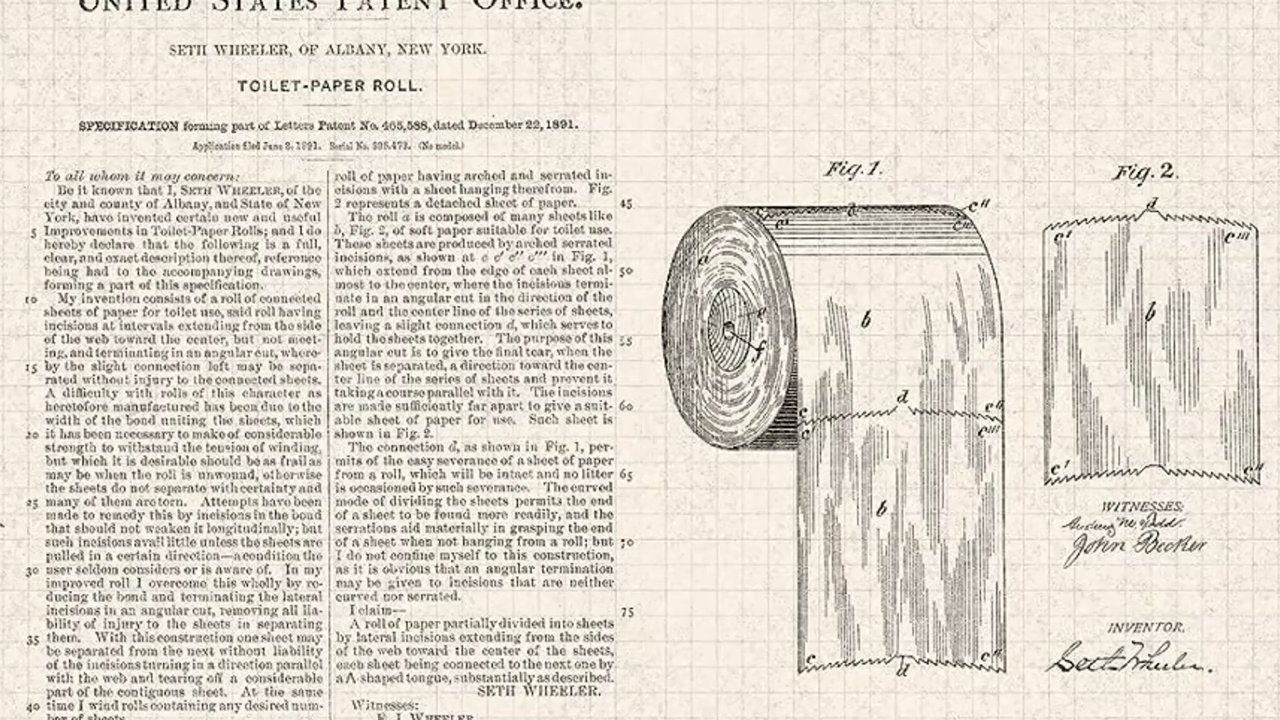 UNITED STATES PATENT OFFICE.
SETH WHEELER, OF ALBANY, NEW YORK.
TOILET-PAPER ROLL.
SPECIFICATION forming part of Letters Patent No. 465,588, dated December 22, 1891.
Application filed June 3, 1891. Serial No. 395,473. (No model.)
To all whom it may concern:
Be it known that I, SETH WHEELER, of the
city and county of Albany, and State of New
York, have invented certain new and useful
5 Improvements in Toilet-Paper Rolls; and I do
hereby declare that the following is a full,
clear, and exact description thereof, reference
being had to the accompanying drawings,
forming a part of this specification.
10 My invention consists of a roll of connected
sheets of paper for toilet use, said roll having
incisions at intervals extending from the side
of the web toward the center, but not meet-
ing, and terminating in an angular cut, where-
15 by the slight connection left may be sepa-
rated without injury to the connected sheets.
A difficulty with rolls of this character as
heretofore manufactured has been due to the
width of the bond uniting the sheets, which
20 it has been necessary to make of considerable
strength to withstand the tension of winding,
but which it is desirable should be as frail as
may be when the roll is unwound, otherwise
the sheets do not separate with certainty and
25 many of them are torn. Attempts have been
made to remedy this by incisions in the bond
that should not weaken it longitudinally; but
such incisions avail little unless the sheets are
pulled in a certain direction—a condition the
30 user seldom considers or is aware of. In my
improved roll I overcome this wholly by re-
ducing the bond and terminating the lateral
incisions in an angular cut, removing all lia-
bility of injury to the sheets in separating
35 them. With this construction one sheet may
be separated from the next without liability
of the incisions turning in a direction parallel
with the web and tearing off a considerable
part of the contiguous sheet. At the same
40 time I wind rolls containing any desired num-
ber of sheets.
roll of paper having arched and serrated in-
cisions with a sheet hanging therefrom. Fig.
2 represents a detached sheet of paper. 45
The roll a is composed of many sheets like
b, Fig. 2, of soft paper suitable for toilet use.
These sheets are produced by arched serrated
incisions, as shown at c c' c'' c''' in Fig. 1,
which extend from the edge of each sheet al- 50
most to the center, where the incisions termi-
nate in an angular cut in the direction of the
roll and the center line of the series of sheets,
leaving a slight connection d, which serves to
hold the sheets together. The purpose of this 55
angular cut is to give the final tear, when the
sheet is separated, a direction toward the cen-
ter line of the series of sheets and prevent it
taking a course parallel with it. The incisions
are made sufficiently far apart to give a suit- 60
able sheet of paper for use. Such sheet is
shown in Fig. 2.
The connection d, as shown in Fig. 1, per-
mits of the easy severance of a sheet of paper
from a roll, which will be intact and no litter 65
is occasioned by such severance. The curved
mode of dividing the sheets permits the end
of a sheet to be found more readily, and the
serrations aid materially in grasping the end
of a sheet when not hanging from a roll; but 70
I do not confine myself to this construction,
as it is obvious that an angular termination
may be given to incisions that are neither
curved nor serrated.
I claim— 75
A roll of paper partially divided into sheets
by lateral incisions extending from the sides
of the web toward the center of the sheets,
each sheet being connected to the next one by
a A shaped tongue, substantially as described.
SETH WHEELER.
Witnesses:
E. J. WHEELER
Fig. 1.
d c''
c' c'''
a
e
f
b
c d c''
c' c'''
b
c d c''
Fig. 2.
d
c' c'''
b
c' c''
WITNESSES:
John Becker
INVENTOR,
Seth Wheeler.